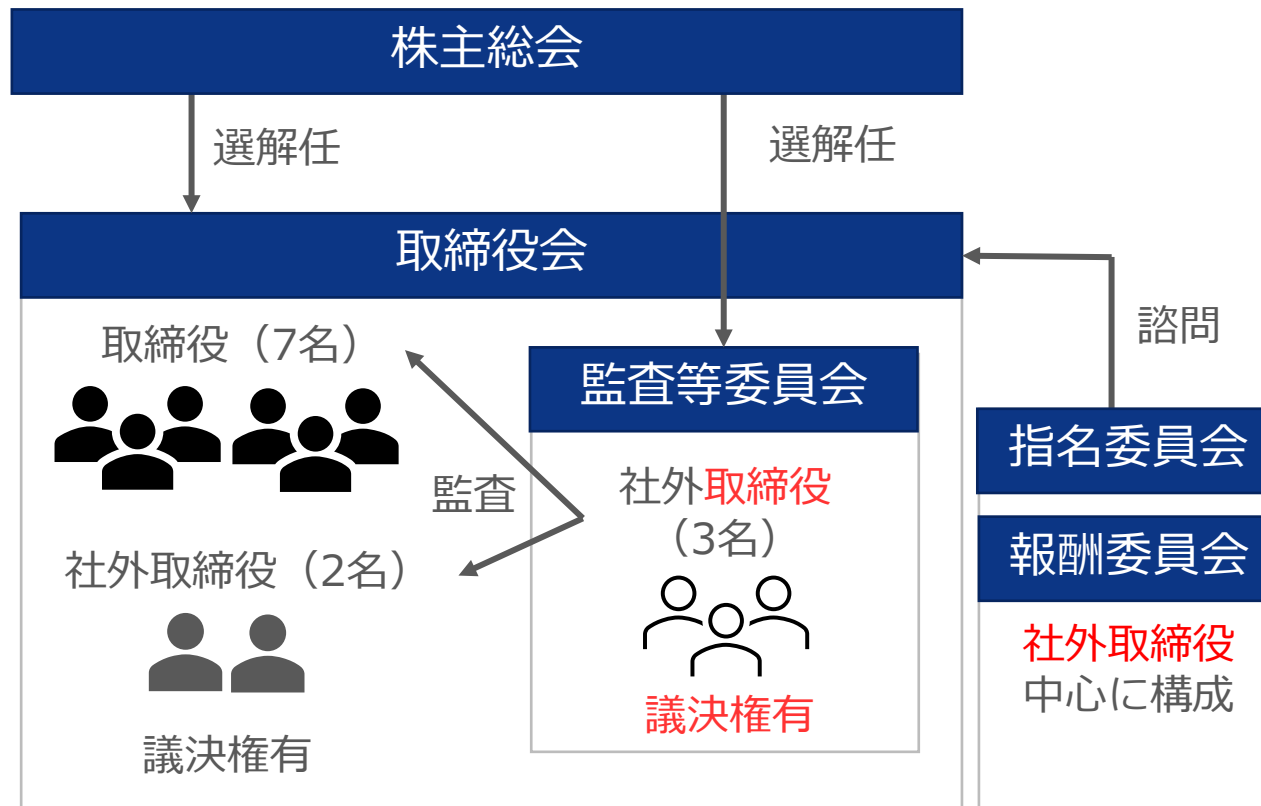 株主総会
選解任
選解任
取締役会
取締役（7名）
監査
社外取締役（2名）
議決権有
監査等委員会
社外取締役
（3名）
議決権有
諮問
指名委員会
報酬委員会
社外取締役
中心に構成